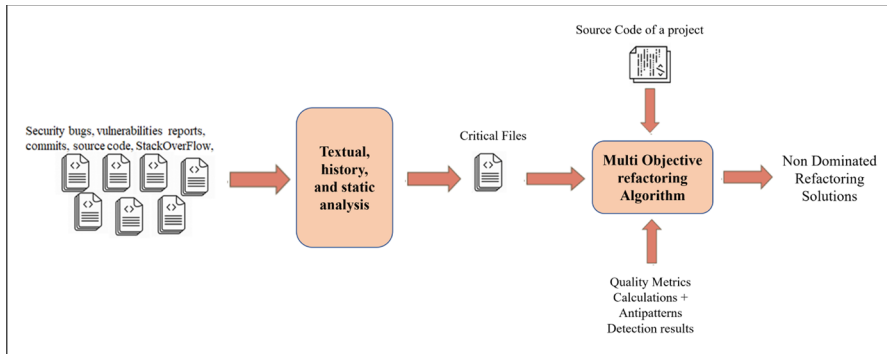 Source Code of a project
Security bugs, vulnerabilities reports,
commits, source code, StackOverFlow,
Textual,
history,
and static
analysis
Critical Files
Multi Objective
refactoring
Algorithm
Non Dominated
Refactoring
Solutions
Quality Metrics
Calculations +
Antipatterns
Detection results